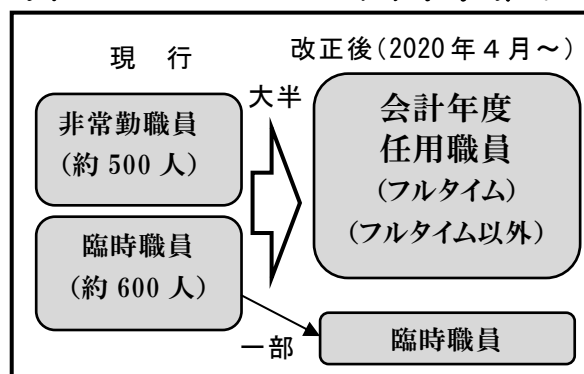 現 行
改正後(2020年4月～)
非常勤職員
(約500人)
大半
会計年度
任用職員
(フルタイム)
(フルタイム以外)
臨時職員
(約600人)
一部
臨時職員